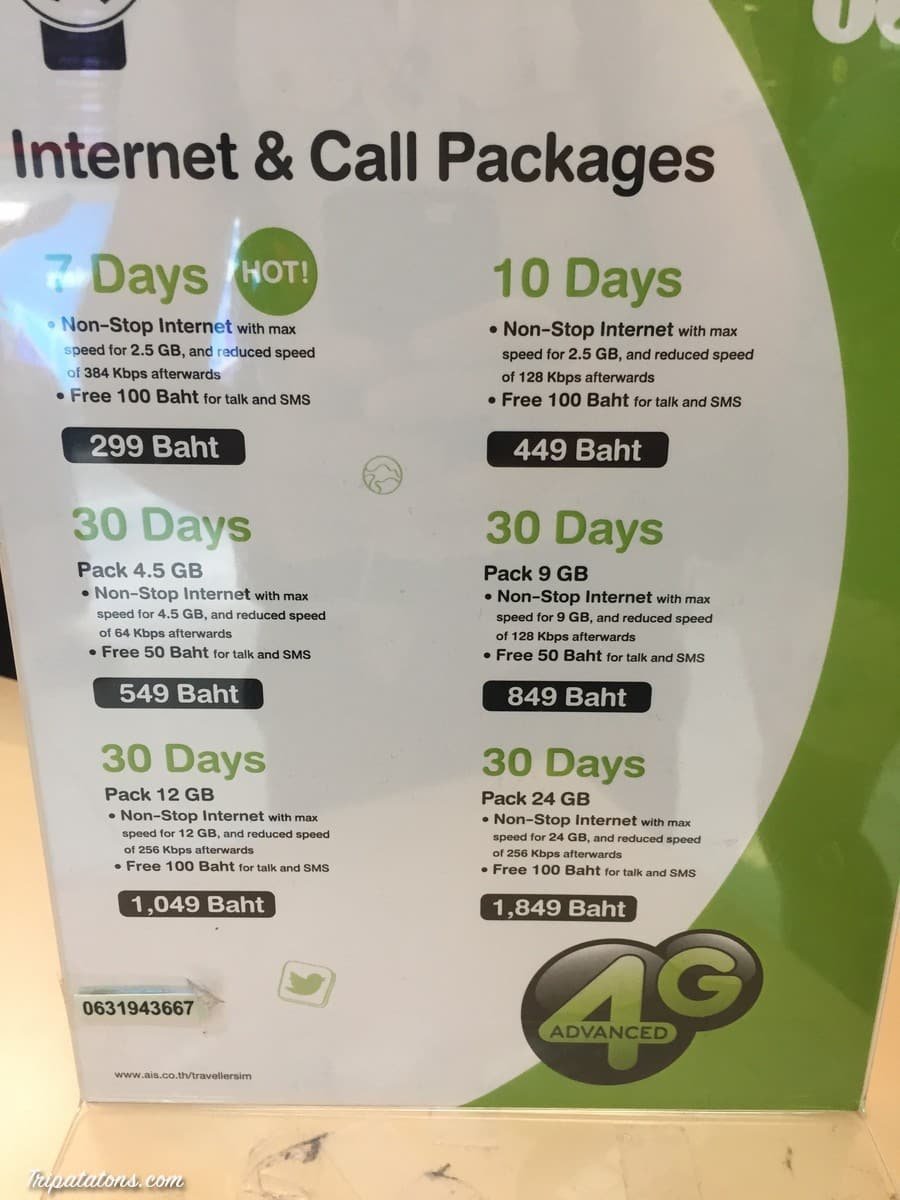 Internet & Call Packages
7 Days HOT!
• Non-Stop Internet with max
speed for 2.5 GB, and reduced speed
of 384 Kbps afterwards
• Free 100 Baht for talk and SMS
299 Baht
10 Days
• Non-Stop Internet with max
speed for 2.5 GB, and reduced speed
of 128 Kbps afterwards
• Free 100 Baht for talk and SMS
449 Baht
30 Days
Pack 4.5 GB
• Non-Stop Internet with max
speed for 4.5 GB, and reduced speed
of 64 Kbps afterwards
• Free 50 Baht for talk and SMS
549 Baht
30 Days
Pack 9 GB
• Non-Stop Internet with max
speed for 9 GB, and reduced speed
of 128 Kbps afterwards
• Free 50 Baht for talk and SMS
849 Baht
30 Days
Pack 12 GB
• Non-Stop Internet with max
speed for 12 GB, and reduced speed
of 256 Kbps afterwards
• Free 100 Baht for talk and SMS
1,049 Baht
30 Days
Pack 24 GB
• Non-Stop Internet with max
speed for 24 GB, and reduced speed
of 256 Kbps afterwards
• Free 100 Baht for talk and SMS
1,849 Baht
4G
ADVANCED
0631943667
www.ais.co.th/travellersim
Tripatatons.com